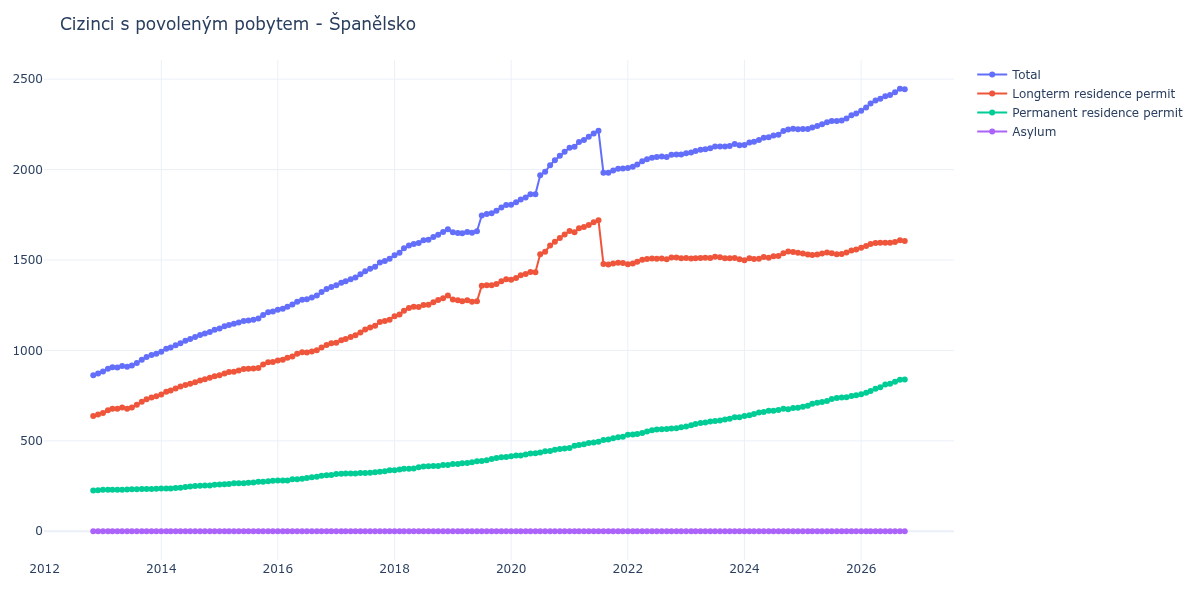 Cizinci s povoleným pobytem - Španělsko
Total
Longterm residence permit
Permanent residence permit
Asylum
2500
2000
1500
1000
500
0
2012
2014
2016
2018
2020
2022
2024
2026